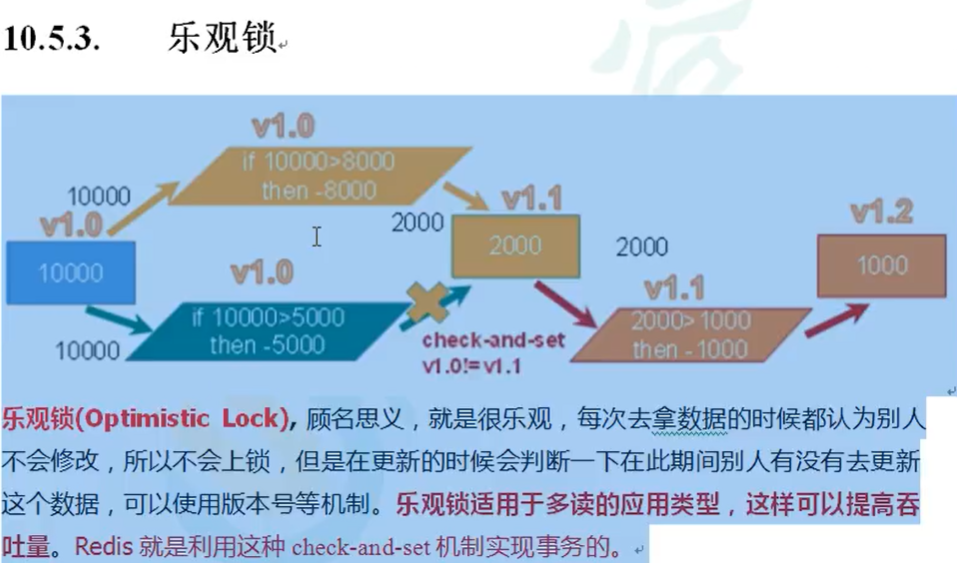 10.5.3. 乐观锁
v1.0
if 10000>8000
then -8000
10000
v1.0
10000
v1.0
if 10000>5000
then -5000
10000
2000
v1.1
2000
2000
check-and-set
v1.0!= v1.1
v1.1
2000> 1000
then - 1000
v1.2
1000
乐观锁(Optimistic Lock), 顾名思义，就是很乐观，每次去拿数据的时候都认为别人
不会修改，所以不会上锁，但是在更新的时候会判断一下在此期间别人有没有去更新
这个数据，可以使用版本号等机制。乐观锁适用于多读的应用类型，这样可以提高吞
吐量。Redis 就是利用这种 check-and-set 机制实现事务的。